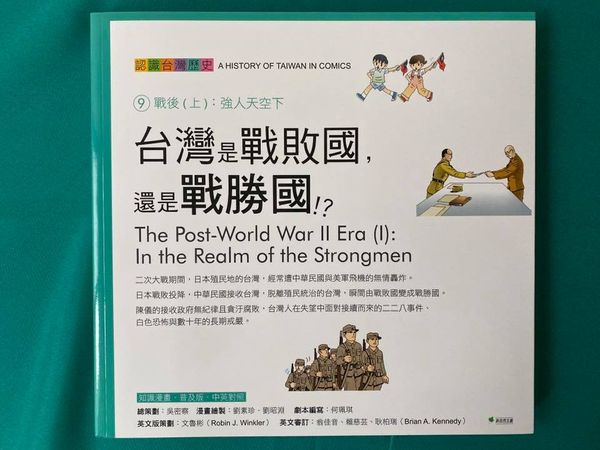 認識台灣歷史 A HISTORY OF TAIWAN IN COMICS
⑨ 戰後(上):強人天空下
台灣是戰敗國,
還是戰勝國!?
The Post-World War II Era (I):
In the Realm of the Strongmen
二次大戰期間,日本殖民地的台灣,經常遭中華民國與美軍飛機的無情轟炸。
日本戰敗投降,中華民國接收台灣,脫離殖民統治的台灣,瞬間由戰敗國變成戰勝國。
陳儀的接收政府無紀律且貪汙腐敗,台灣人在失望中面對接續而來的二二八事件、
白色恐怖與數十年的長期戒嚴。
知識漫畫.普及版.中英對照
總策劃:吳密察 漫畫繪製:劉素珍.劉昭淵 劇本編寫:何珮琪
英文版策劃:文魯彬(Robin J. Winkler) 英文審訂:翁佳音、賴慈芸、耿柏瑞(Brian A. Kennedy)